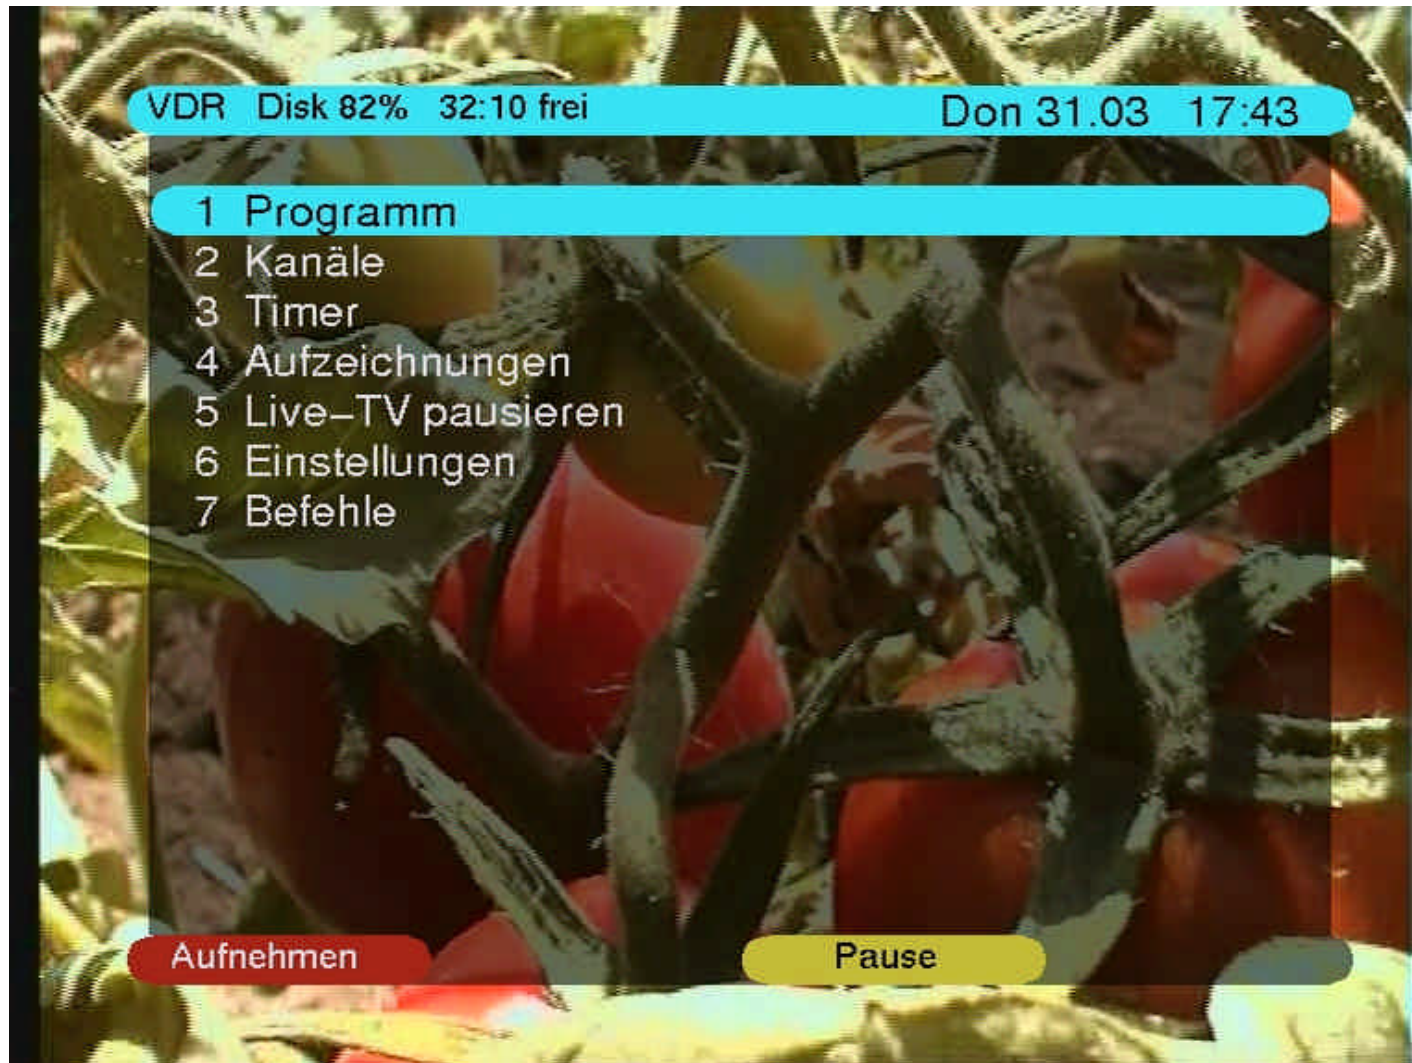 VDR Disk 82% 32:10 frei Don 31.03 17:43
1 Programm
2 Kanäle
3 Timer
4 Aufzeichnungen
5 Live-TV pausieren
6 Einstellungen
7 Befehle
Aufnehmen Pause